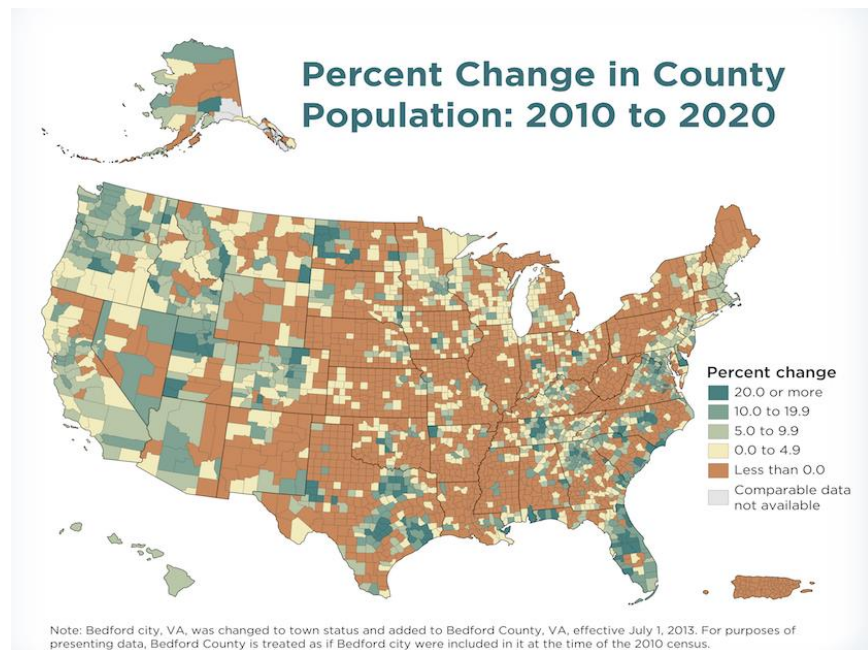 Percent Change in County
Population: 2010 to 2020
Percent change
20.0 or more
10.0 to 19.9
5.0 to 9.9
0.0 to 4.9
Less than 0.0
Comparable data
not available
Note: Bedford city, VA, was changed to town status and added to Bedford County, VA, effective July 1, 2013. For purposes of
presenting data, Bedford County is treated as if Bedford city were included in it at the time of the 2010 census.